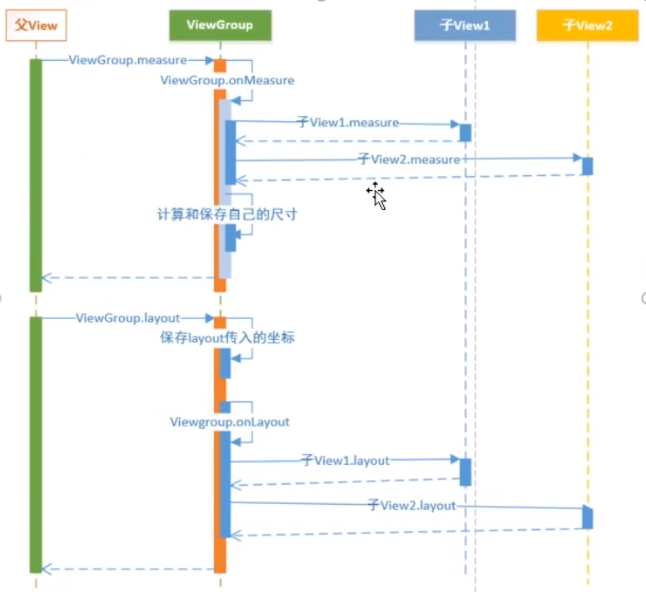 父View
ViewGroup
子View1
子View2
ViewGroup.measure
ViewGroup.onMeasure
子View1.measure
子View2.measure
计算和保存自己的尺寸
ViewGroup.layout
保存layout传入的坐标
Viewgroup.onLayout
子View1.layout
子View2.layout